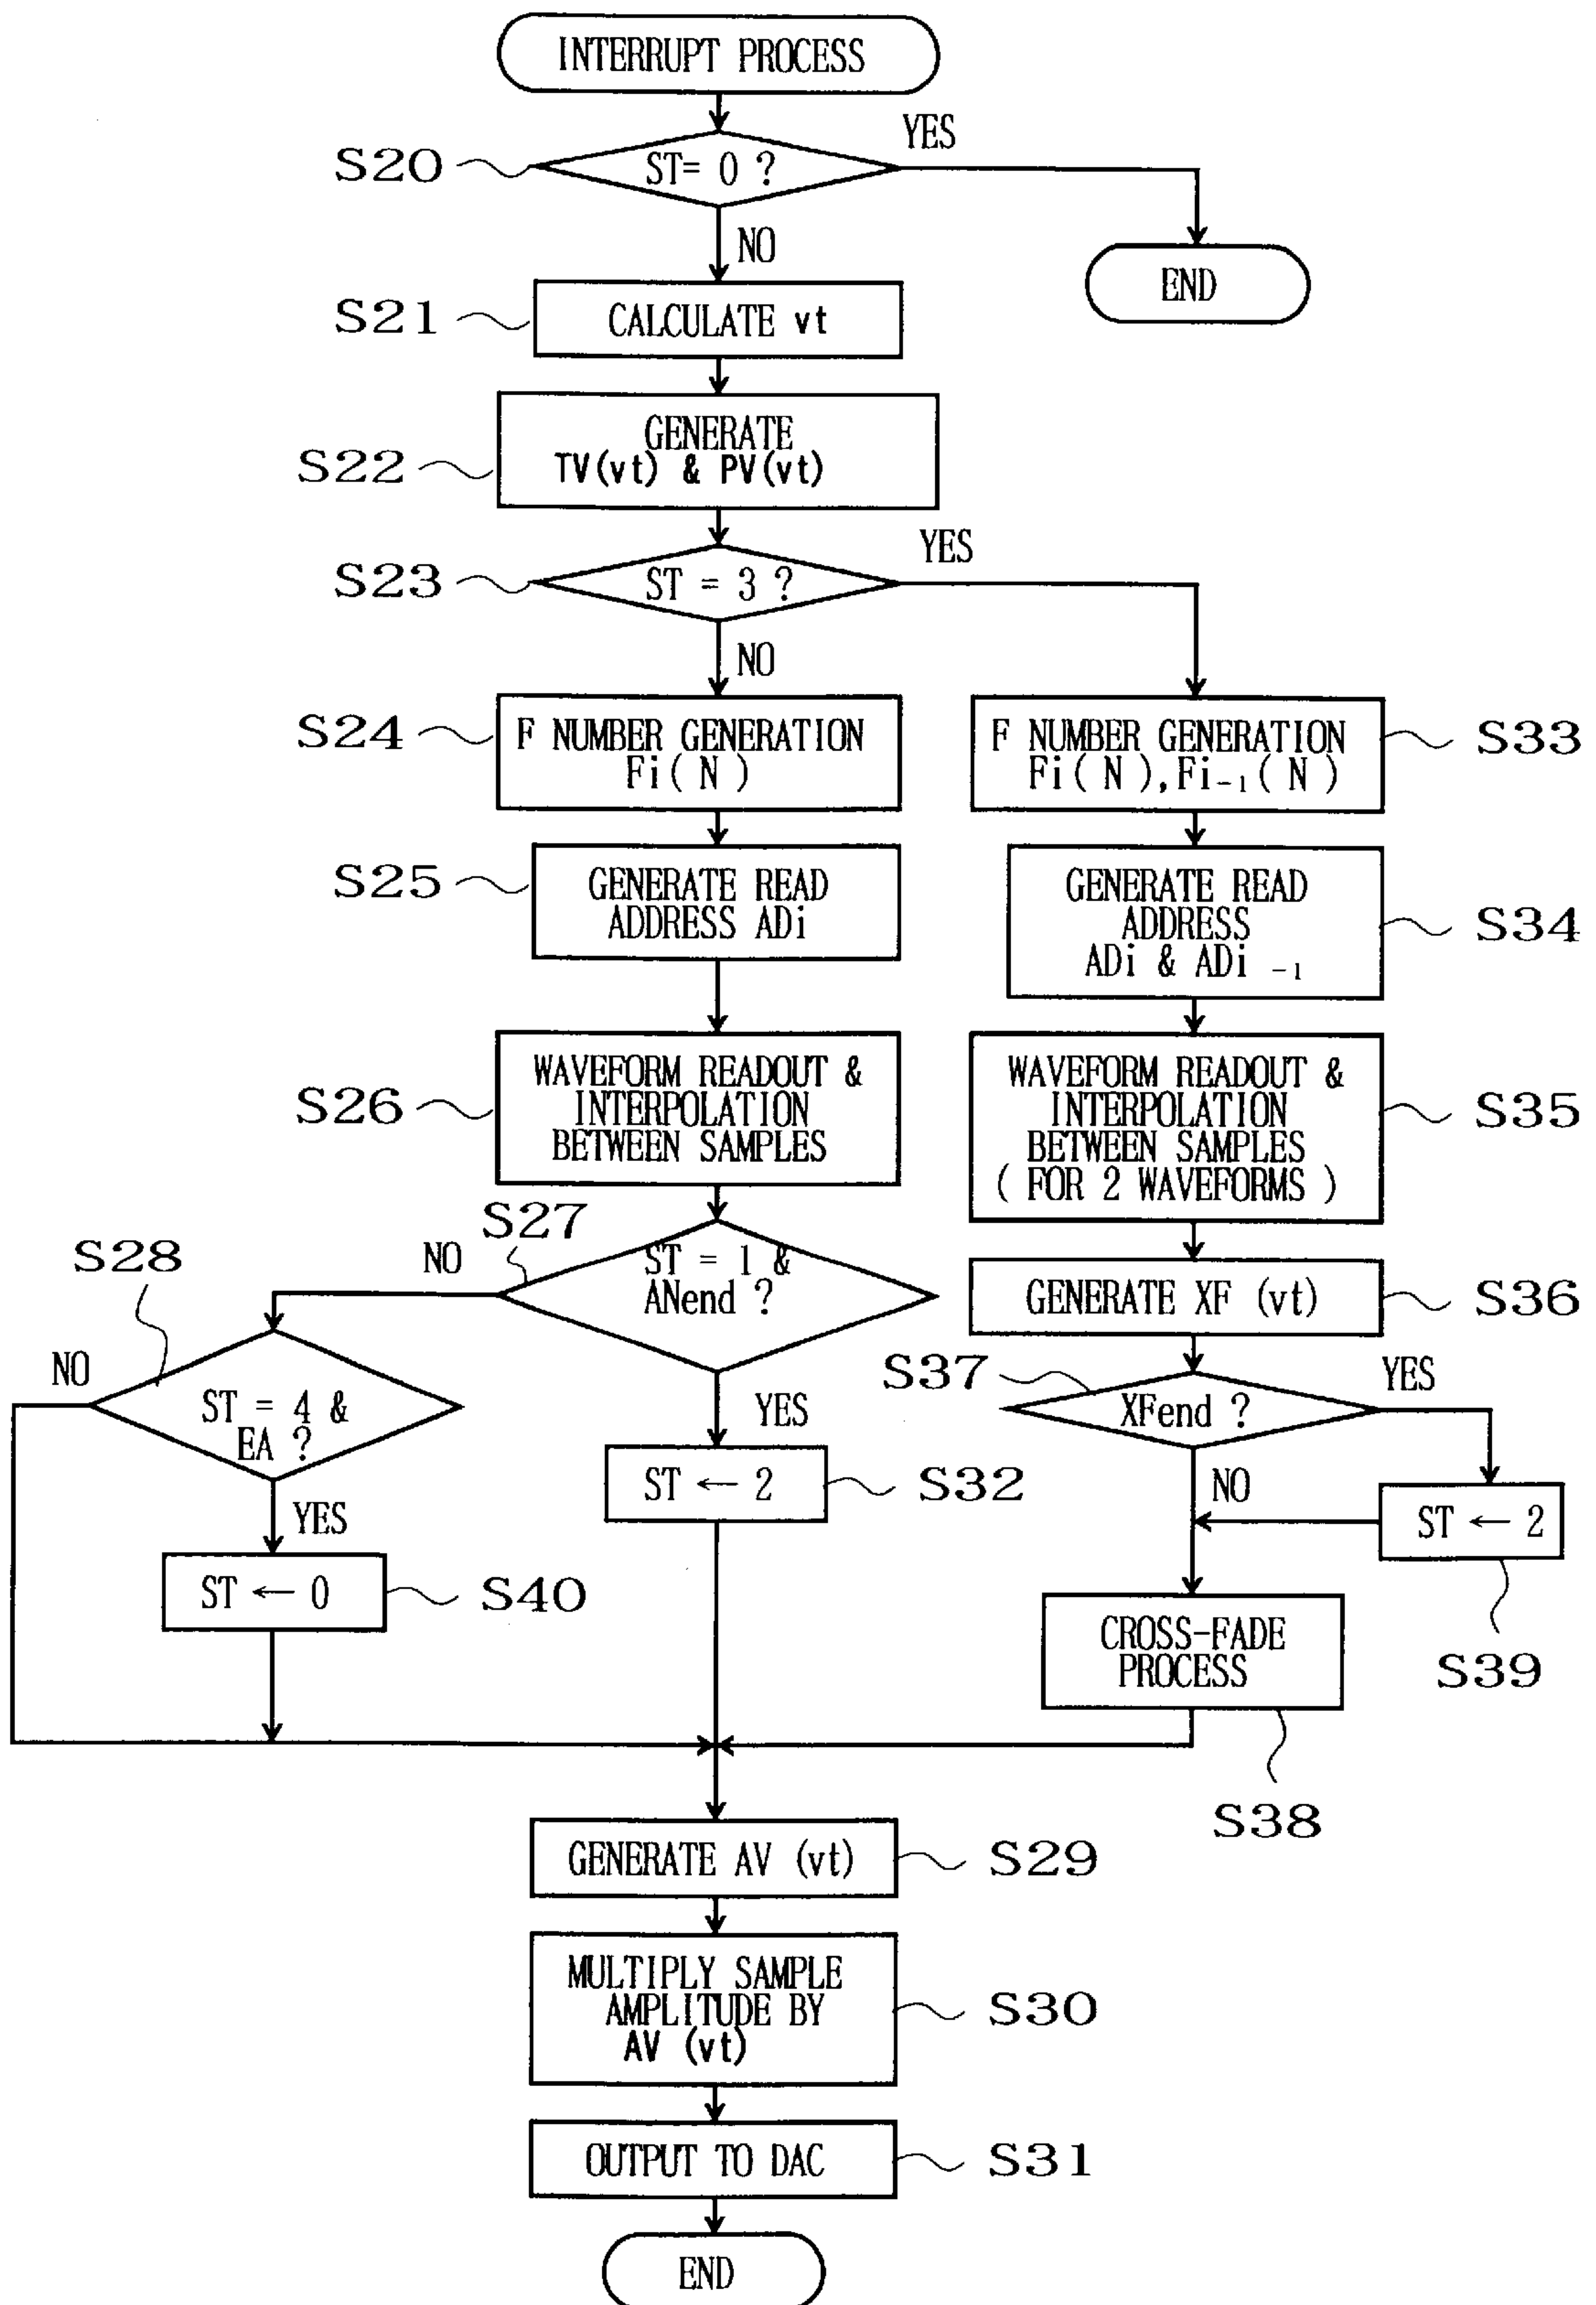 INTERRUPT PROCESS
S20
ST= 0 ?
YES
NO
END
S21
CALCULATE vt
S22
GENERATE
TV(vt) & PV(vt)
S23
ST = 3 ?
YES
NO
S24
F NUMBER GENERATION
Fi( N )
F NUMBER GENERATION
Fi( N ), Fi-1( N )
S33
S25
GENERATE READ
ADDRESS ADi
GENERATE READ
ADDRESS
ADi & ADi -1
S34
S26
WAVEFORM READOUT &
INTERPOLATION
BETWEEN SAMPLES
WAVEFORM READOUT &
INTERPOLATION
BETWEEN SAMPLES
( FOR 2 WAVEFORMS )
S35
S27
ST = 1 &
ANend ?
NO
YES
S28
ST = 4 &
EA ?
NO
YES
GENERATE XF (vt)
S36
S37
XFend ?
YES
NO
ST ← 2
S32
ST ← 2
S39
ST ← 0
S40
CROSS-FADE
PROCESS
S38
GENERATE AV (vt)
S29
MULTIPLY SAMPLE
AMPLITUDE BY
AV (vt)
S30
OUTPUT TO DAC
S31
END